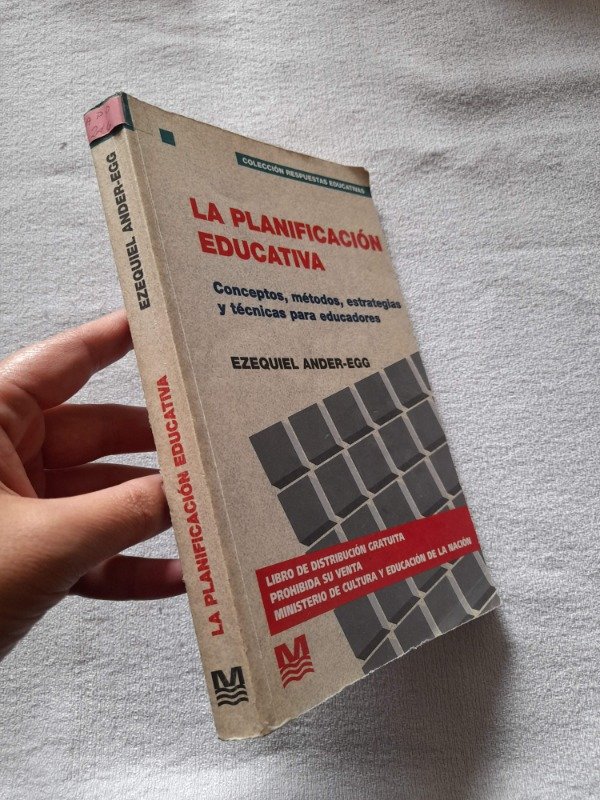 COLECCIÓN RESPUESTAS EDUCATIVAS
LA PLANIFICACIÓN
EDUCATIVA
Conceptos, métodos, estrategias
y técnicas para educadores
EZEQUIEL ANDER-EGG
LIBRO DE DISTRIBUCIÓN GRATUITA
PROHIBIDA SU VENTA
MINISTERIO DE CULTURA Y EDUCACIÓN DE LA NACIÓN
M
EZEQUIEL ANDER-EGG
LA PLANIFICACIÓN EDUCATIVA
M